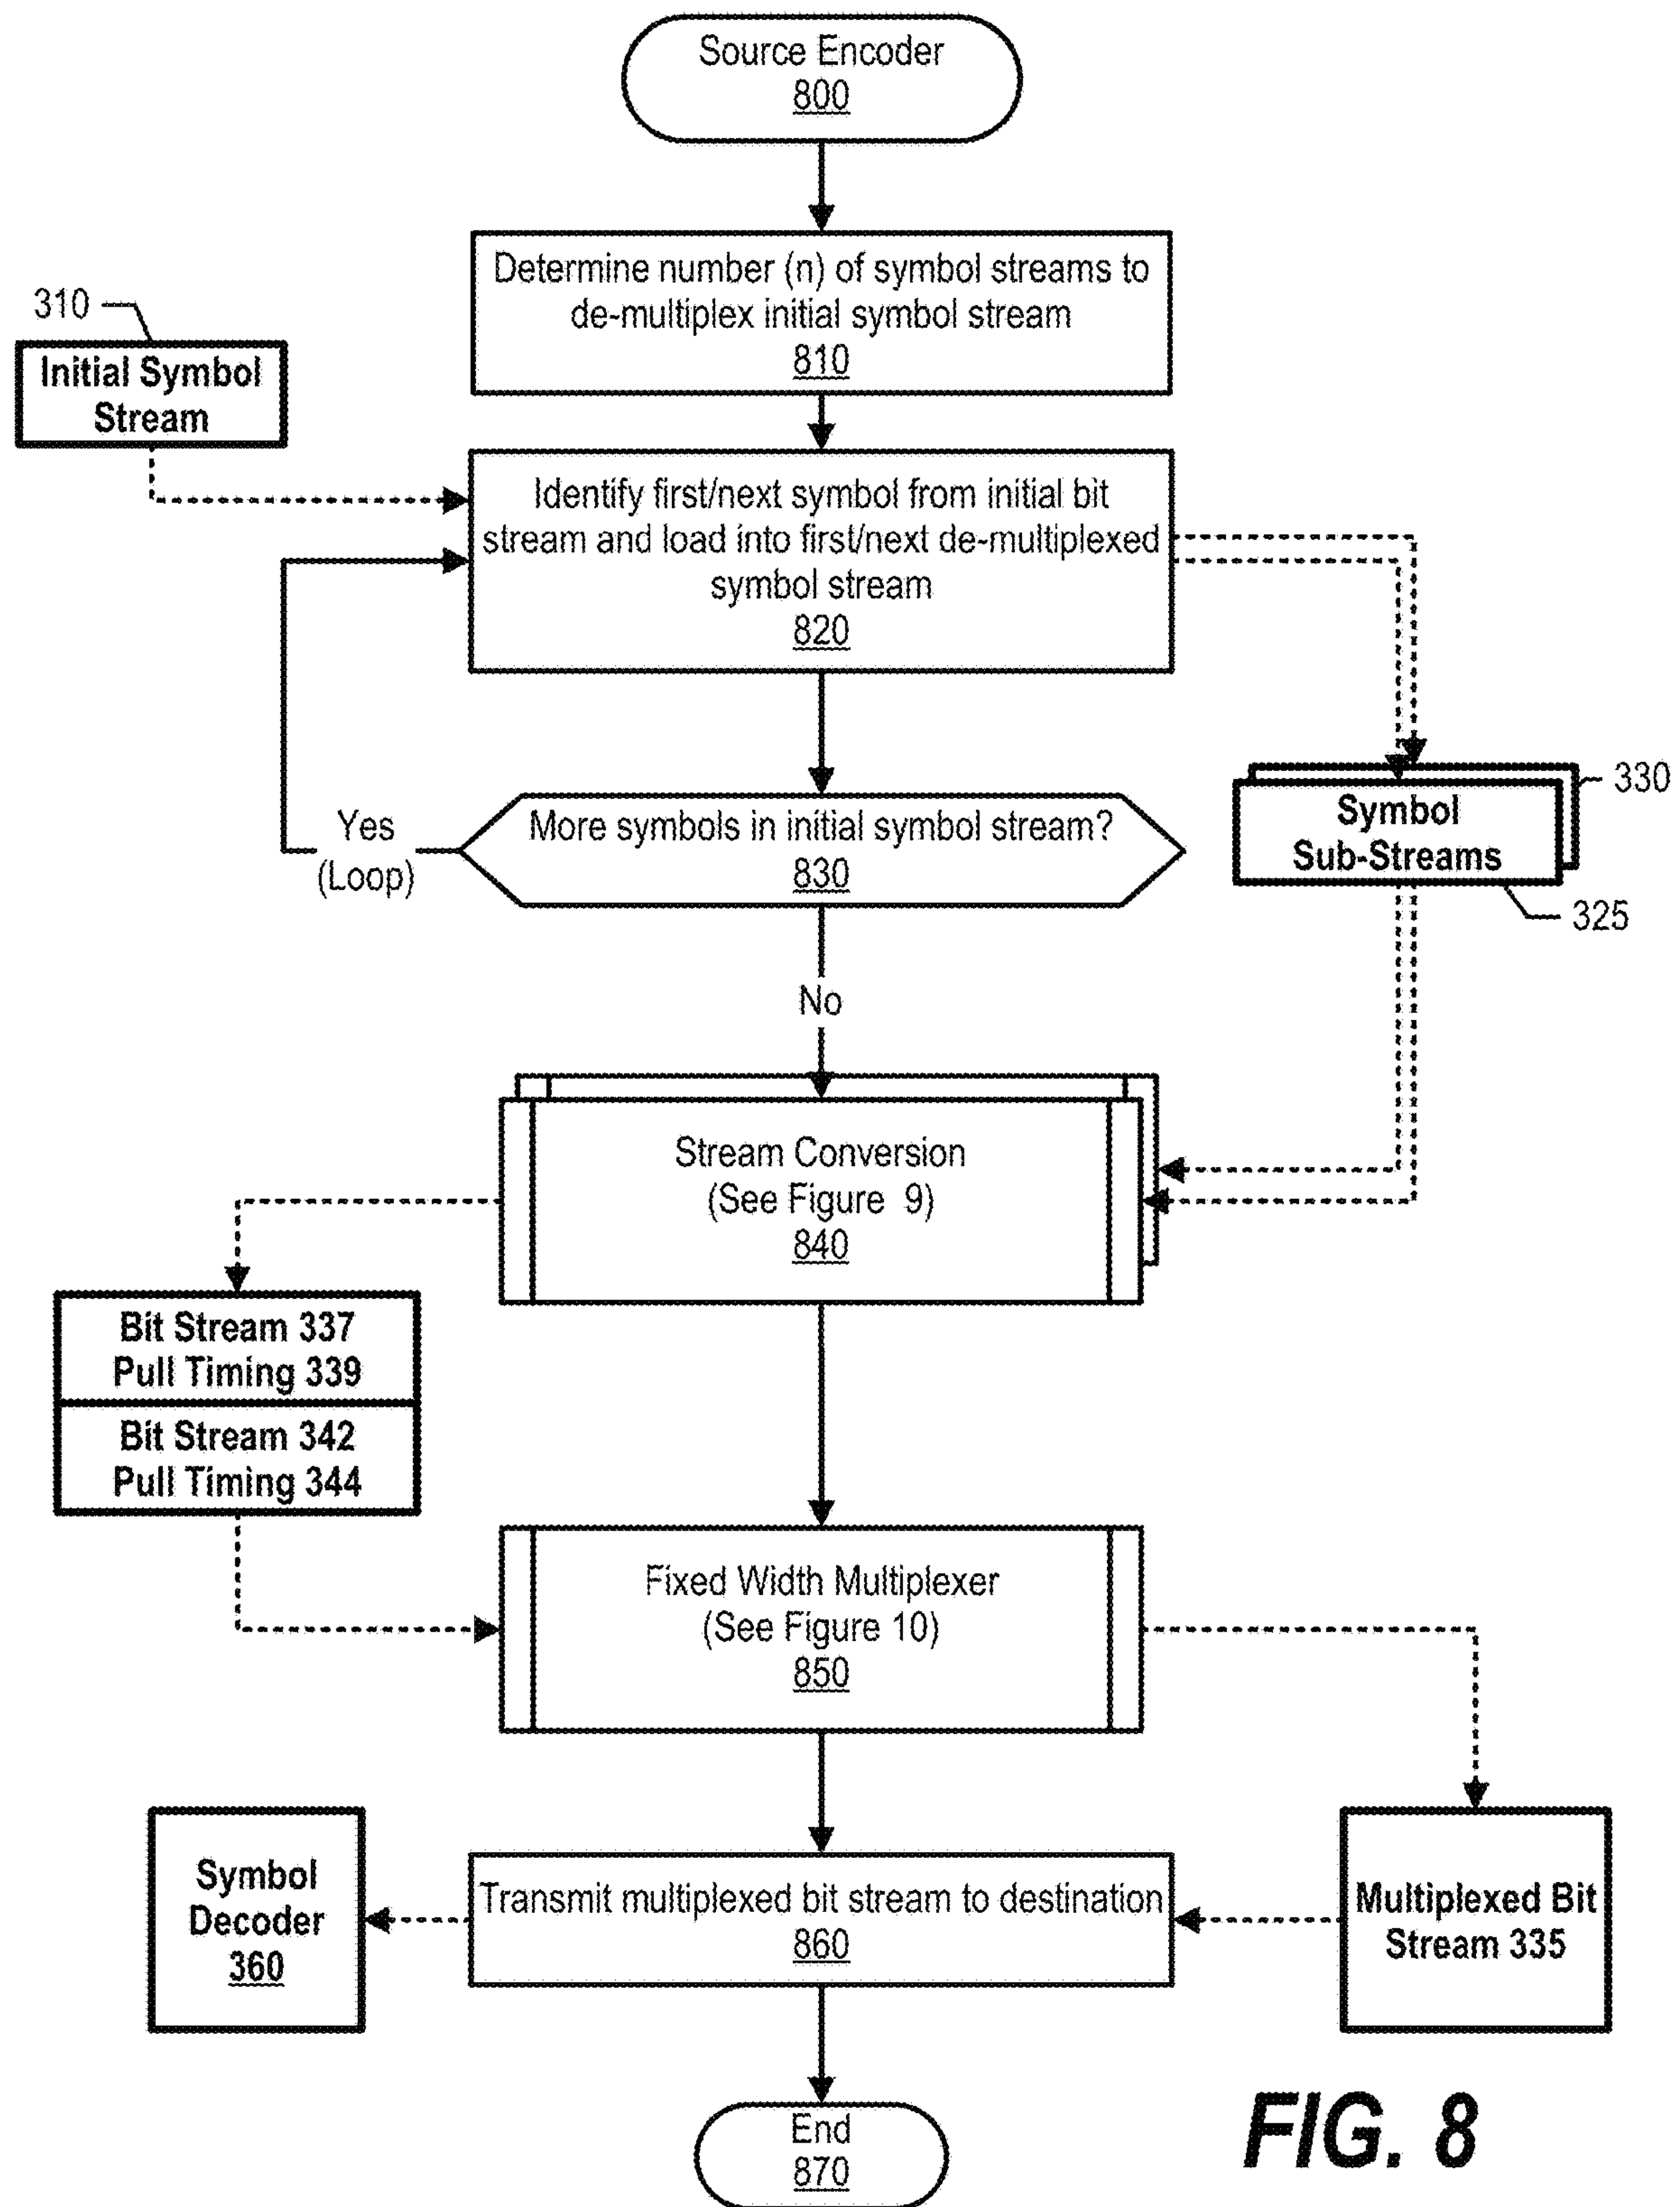 Source Encoder
800
Determine number (n) of symbol streams to
de-multiplex initial symbol stream
810
310
Initial Symbol
Stream
Identify first/next symbol from initial bit
stream and load into first/next de-multiplexed
symbol stream
820
330
Symbol
Sub-Streams
325
More symbols in initial symbol stream?
830
Yes
(Loop)
No
Stream Conversion
(See Figure 9)
840
Bit Stream 337
Pull Timing 339
Bit Stream 342
Pull Timing 344
Fixed Width Multiplexer
(See Figure 10)
850
Symbol
Decoder
360
Transmit multiplexed bit stream to destination
860
Multiplexed Bit
Stream 335
End
870
FIG. 8